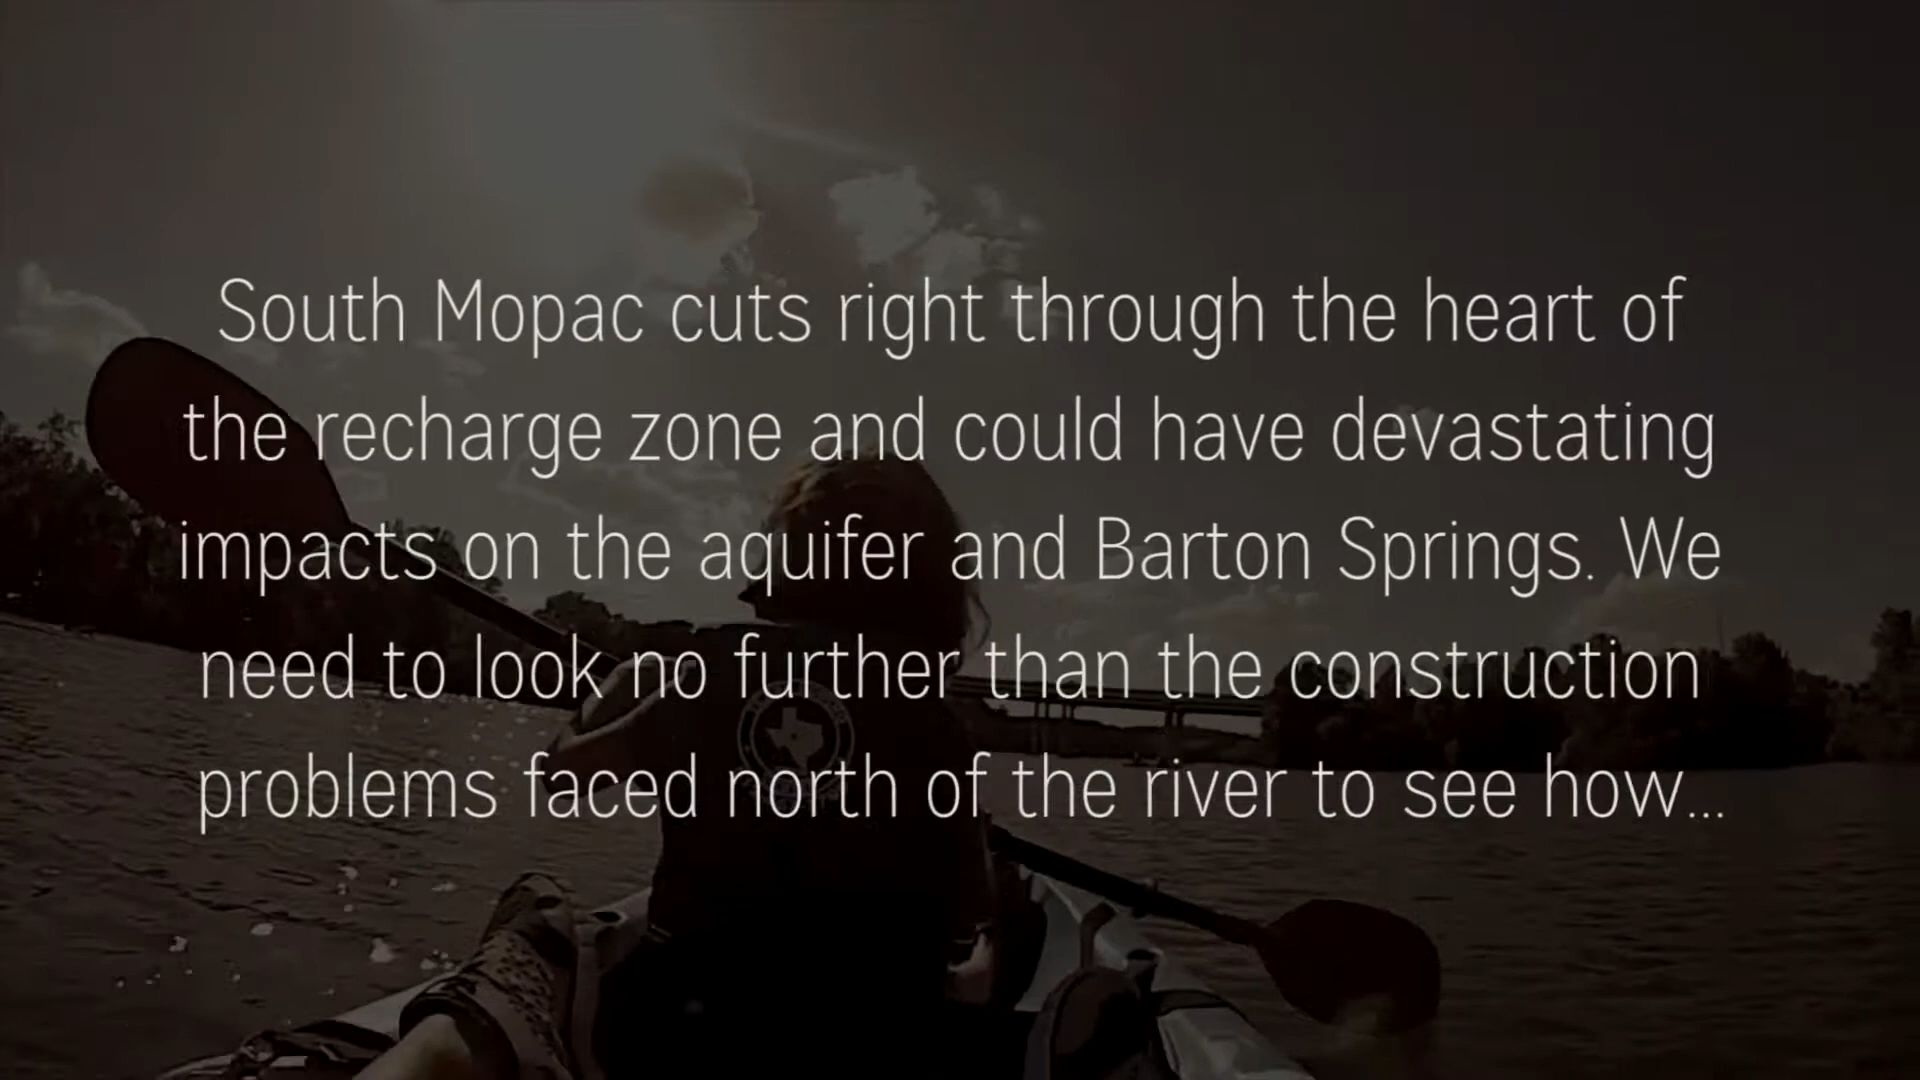 South Mopac cuts right through the heart of
the recharge zone and could have devastating
impacts on the aquifer and Barton Springs. We
need to look no further than the construction
problems faced north of the river to see how...